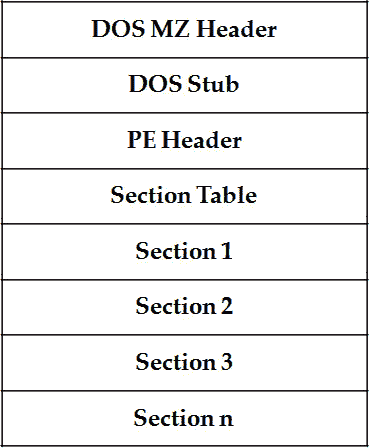 DOS MZ Header
DOS Stub
PE Header
Section Table
Section 1
Section 2
Section 3
Section n